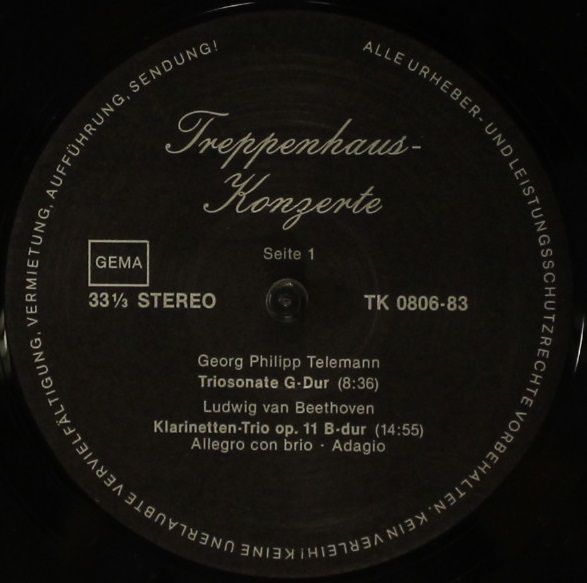 ALLE URHEBER- UND LEISTUNGSSCHUTZRECHTE VORBEHALTEN. KEIN VERLEIH! KEINE UNERLAUBTE VERVIELFÄLTIGUNG, VERMIETUNG, AUFFÜHRUNG, SENDUNG!
Treppenhaus-
Konzerte
Seite 1
GEMA
33⅓ STEREO
TK 0806-83
Georg Philipp Telemann
Triosonate G-Dur (8:36)
Ludwig van Beethoven
Klarinetten-Trio op. 11 B-dur (14:55)
Allegro con brio · Adagio